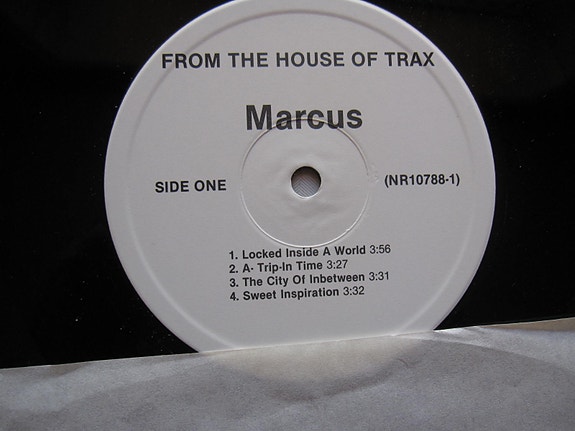 FROM THE HOUSE OF TRAX
Marcus
SIDE ONE (NR10788-1)
1. Locked Inside A World 3:56
2. A- Trip-In Time 3:27
3. The City Of Inbetween 3:31
4. Sweet Inspiration 3:32